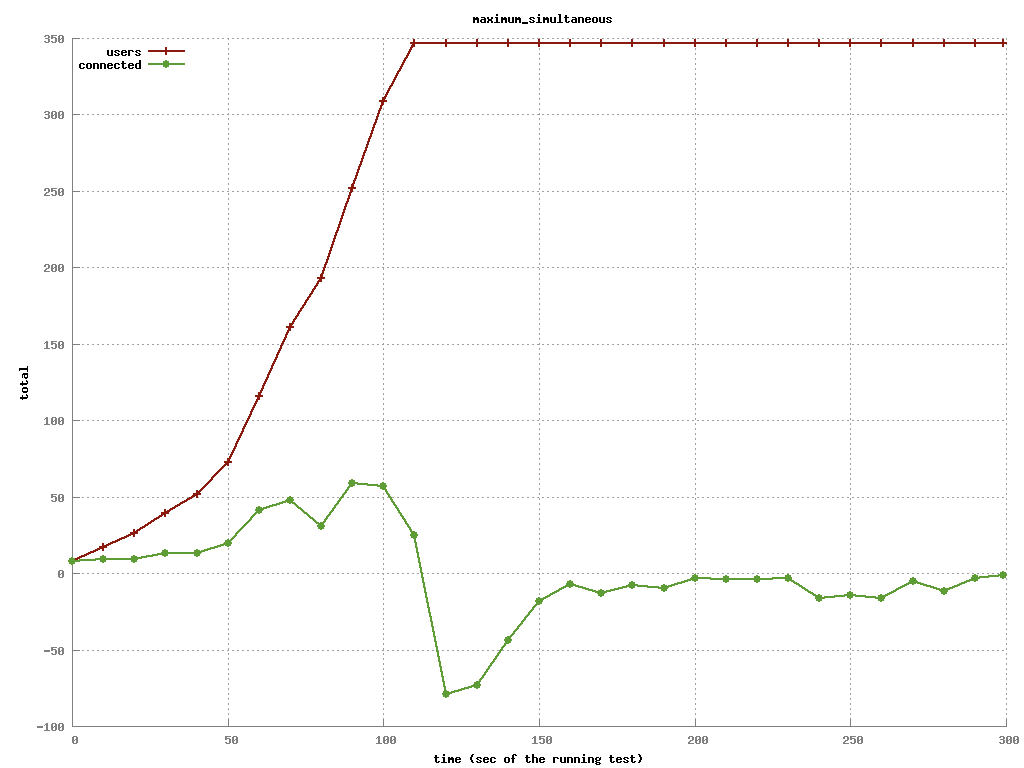 maximum_simultaneous
users
connected
350
300
250
200
150
100
50
0
-50
-100
total
0 50 100 150 200 250 300
time (sec of the running test)